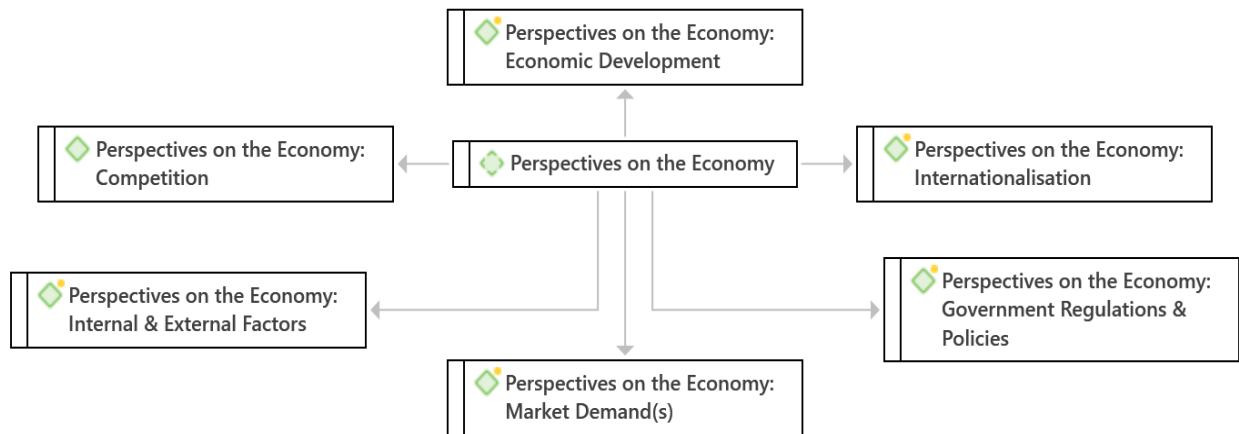 Perspectives on the Economy:
Economic Development
Perspectives on the Economy:
Competition
Perspectives on the Economy
Perspectives on the Economy:
Internationalisation
Perspectives on the Economy:
Internal & External Factors
Perspectives on the Economy:
Government Regulations &
Policies
Perspectives on the Economy:
Market Demand(s)